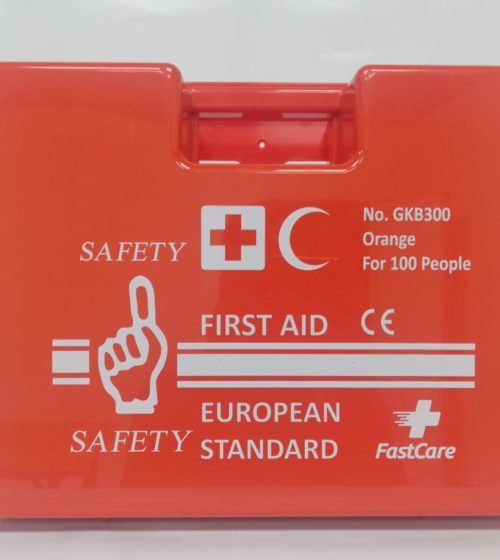 SAFETY
No. GKB300
Orange
For 100 People
FIRST AID CE
SAFETY
EUROPEAN
STANDARD
FastCare